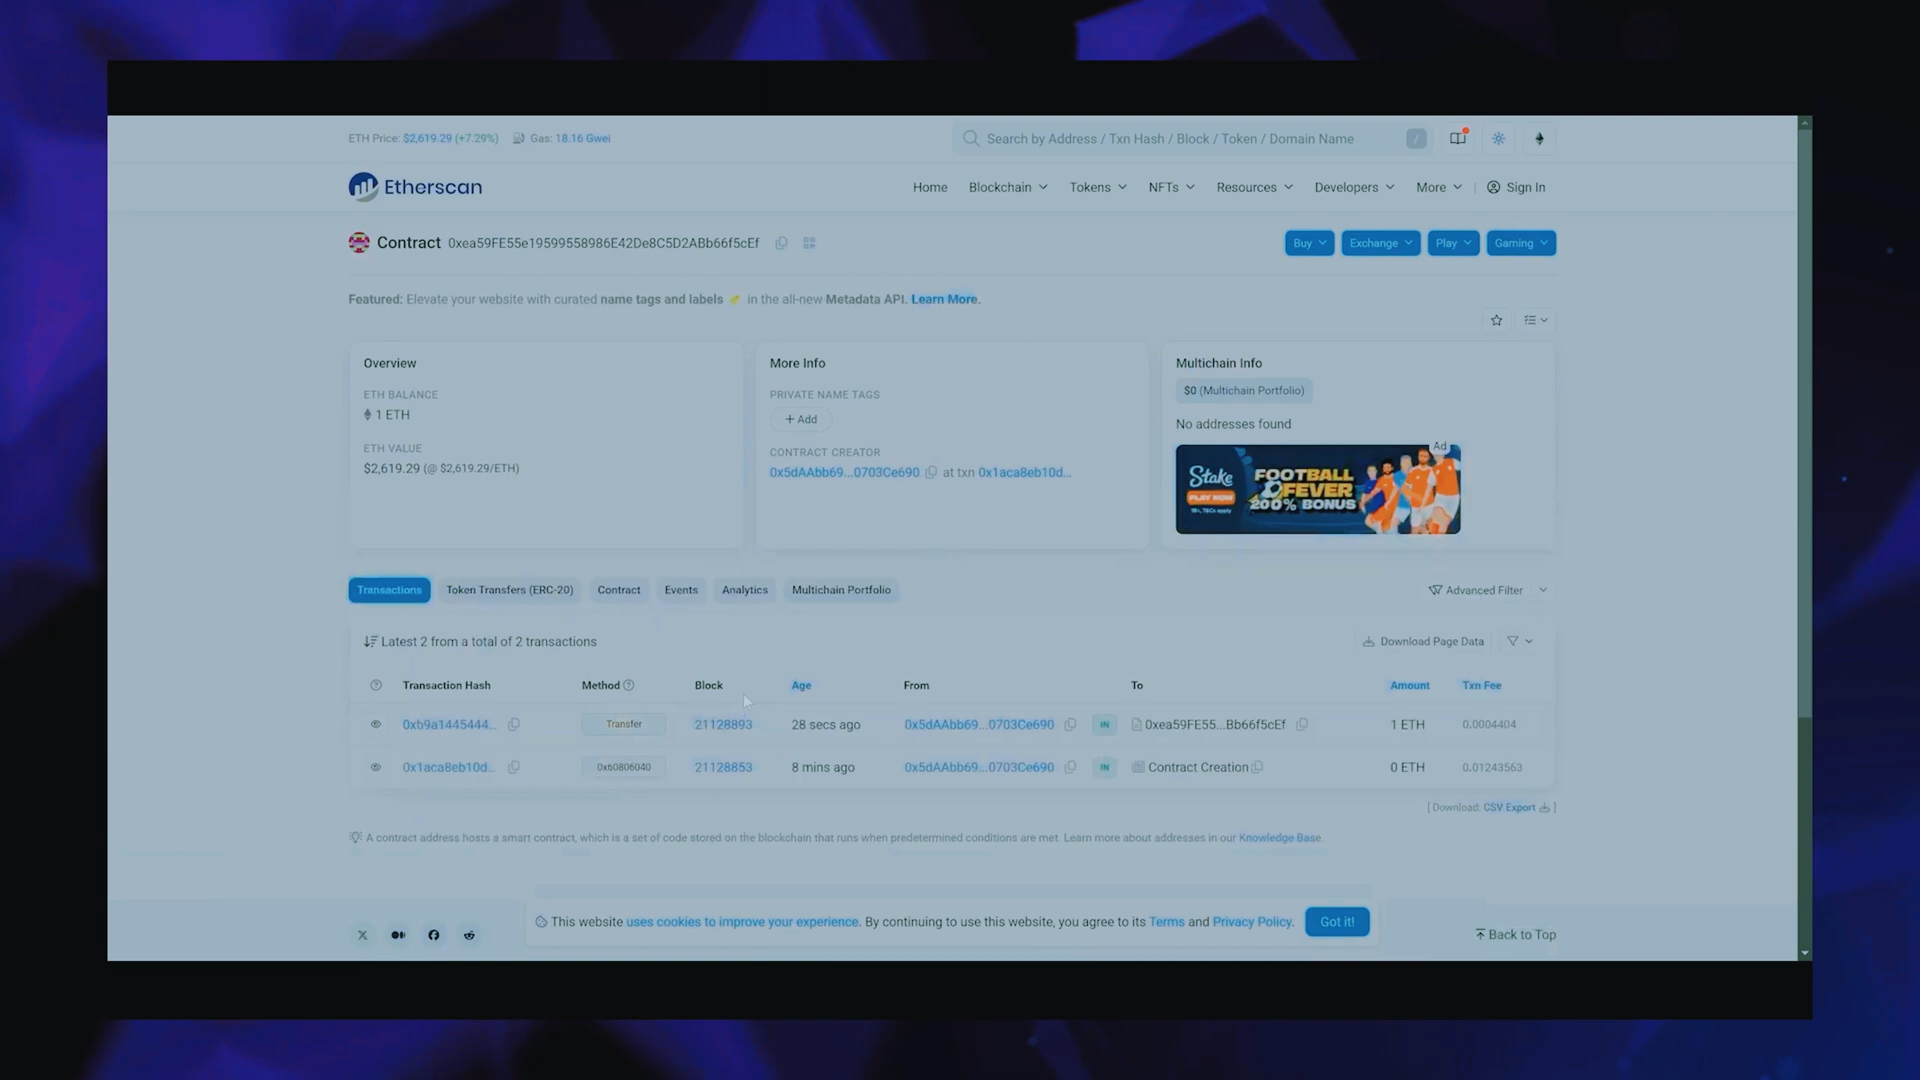 ETH Price: $2,619.29 (+7.29%) Gas: 18.16 Gwei
Search by Address / Txn Hash / Block / Token / Domain Name /
Etherscan
Home Blockchain Tokens NFTs Resources Developers More | Sign In
Contract 0xea59FE55e19599558986E42De8C5D2ABb66f5cEf
Buy Exchange Play Gaming
Featured: Elevate your website with curated name tags and labels in the all-new Metadata API. Learn More.
Overview
ETH BALANCE
1 ETH
ETH VALUE
$2,619.29 (@ $2,619.29/ETH)
More Info
PRIVATE NAME TAGS
+ Add
CONTRACT CREATOR
0x5dAAbb69...0703Ce690 at txn 0x1aca8eb10d...
Multichain Info
$0 (Multichain Portfolio)
No addresses found
Ad
Stake
PLAY NOW
18+, T&Cs apply
FOOTBALL
FEVER
200% BONUS
Transactions Token Transfers (ERC-20) Contract Events Analytics Multichain Portfolio
Advanced Filter
Latest 2 from a total of 2 transactions
Download Page Data
Transaction Hash Method Block Age From To Amount Txn Fee
0xb9a1445444... Transfer 21128893 28 secs ago 0x5dAAbb69...0703Ce690 IN 0xea59FE55...Bb66f5cEf 1 ETH 0.0004404
0x1aca8eb10d... 0x60806040 21128853 8 mins ago 0x5dAAbb69...0703Ce690 IN Contract Creation 0 ETH 0.01243563
[ Download: CSV Export ]
A contract address hosts a smart contract, which is a set of code stored on the blockchain that runs when predetermined conditions are met. Learn more about addresses in our Knowledge Base.
This website uses cookies to improve your experience. By continuing to use this website, you agree to its Terms and Privacy Policy.
Got it!
Back to Top